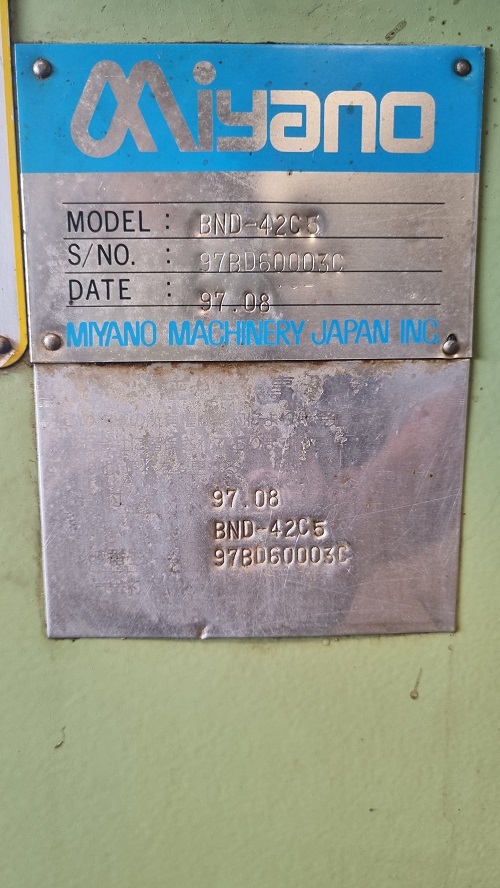 Miyano
MODEL : BND-42C5
S/NO. : 97BD60003C
DATE : 97.08
MIYANO MACHINERY JAPAN INC.
97.08
BND-42C5
97BD60003C